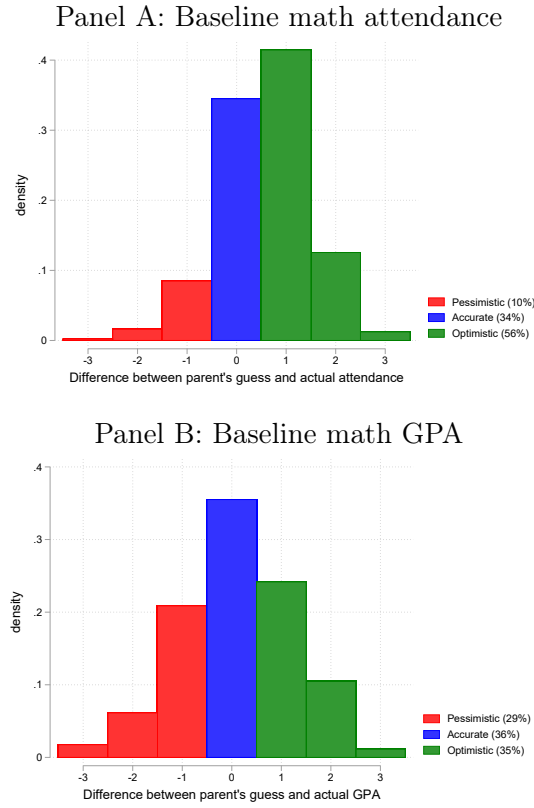 Panel A: Baseline math attendance
.4
.3
.2
.1
0
density
-3 -2 -1 0 1 2 3
Difference between parent's guess and actual attendance
Pessimistic (10%)
Accurate (34%)
Optimistic (56%)
Panel B: Baseline math GPA
.4
.3
.2
.1
0
density
-3 -2 -1 0 1 2 3
Difference between parent's guess and actual GPA
Pessimistic (29%)
Accurate (36%)
Optimistic (35%)